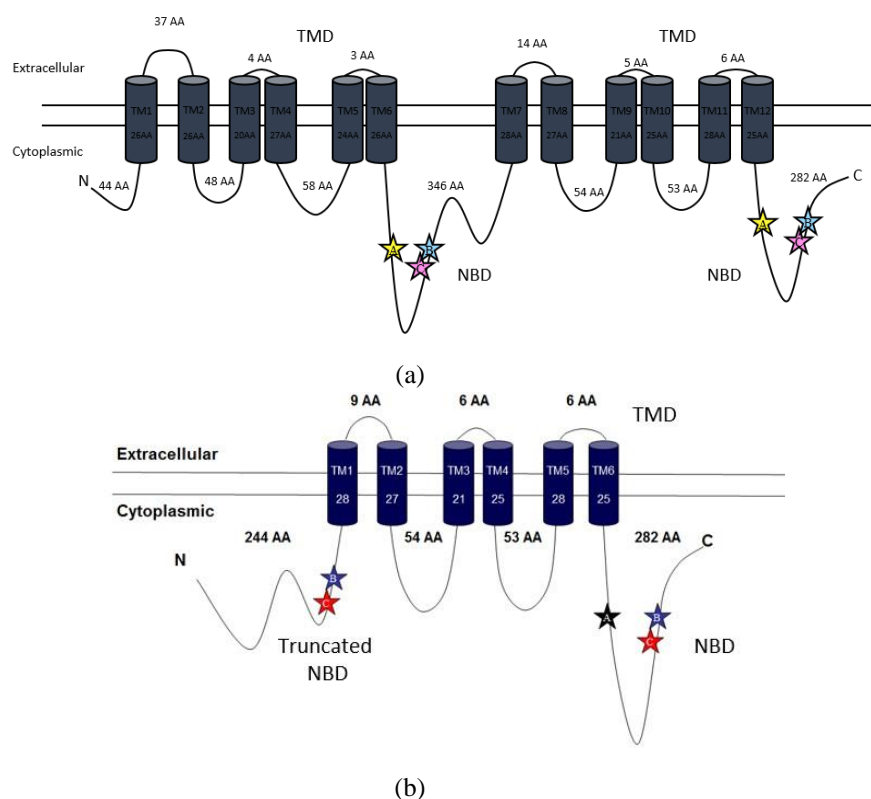 37 AA
TMD
4 AA
3 AA
14 AA
TMD
5 AA
6 AA
Extracellular
TM1 TM2 TM3 TM4 TM5 TM6 TM7 TM8 TM9 TM10 TM11 TM12
26AA 26AA 20AA 27AA 24AA 26AA 28AA 27AA 21AA 25AA 28AA 25AA
Cytoplasmic
N
44 AA
48 AA
58 AA
346 AA
54 AA
53 AA
282 AA
C
A
B
C
NBD
A
B
C
NBD
(a)
9 AA
6 AA
6 AA
TMD
Extracellular
TM1 TM2 TM3 TM4 TM5 TM6
28 27 21 25 28 25
Cytoplasmic
N
244 AA
54 AA
53 AA
282 AA
C
B
C
Truncated
NBD
A
B
C
NBD
(b)